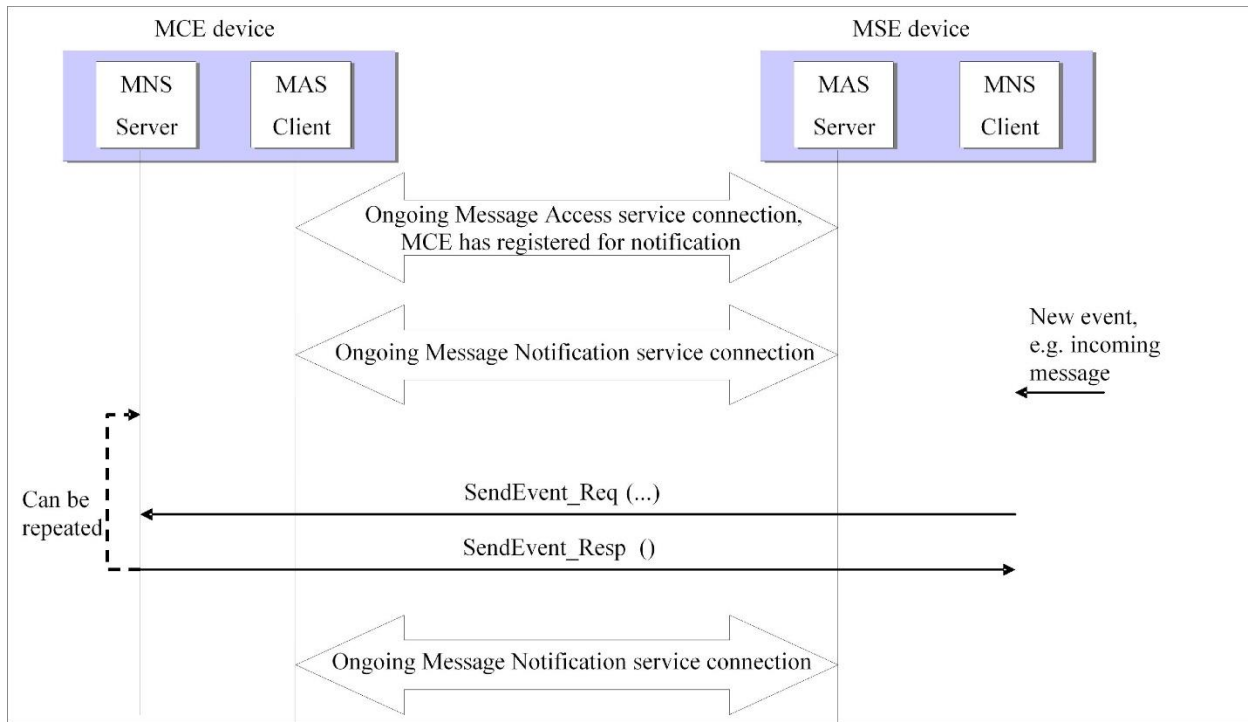 MCE device
MSE device
MNS
Server
MAS
Client
MAS
Server
MNS
Client
Ongoing Message Access service connection,
MCE has registered for notification
New event,
e.g. incoming
message
Ongoing Message Notification service connection
Can be
repeated
SendEvent_Req (...)
SendEvent_Resp ()
Ongoing Message Notification service connection